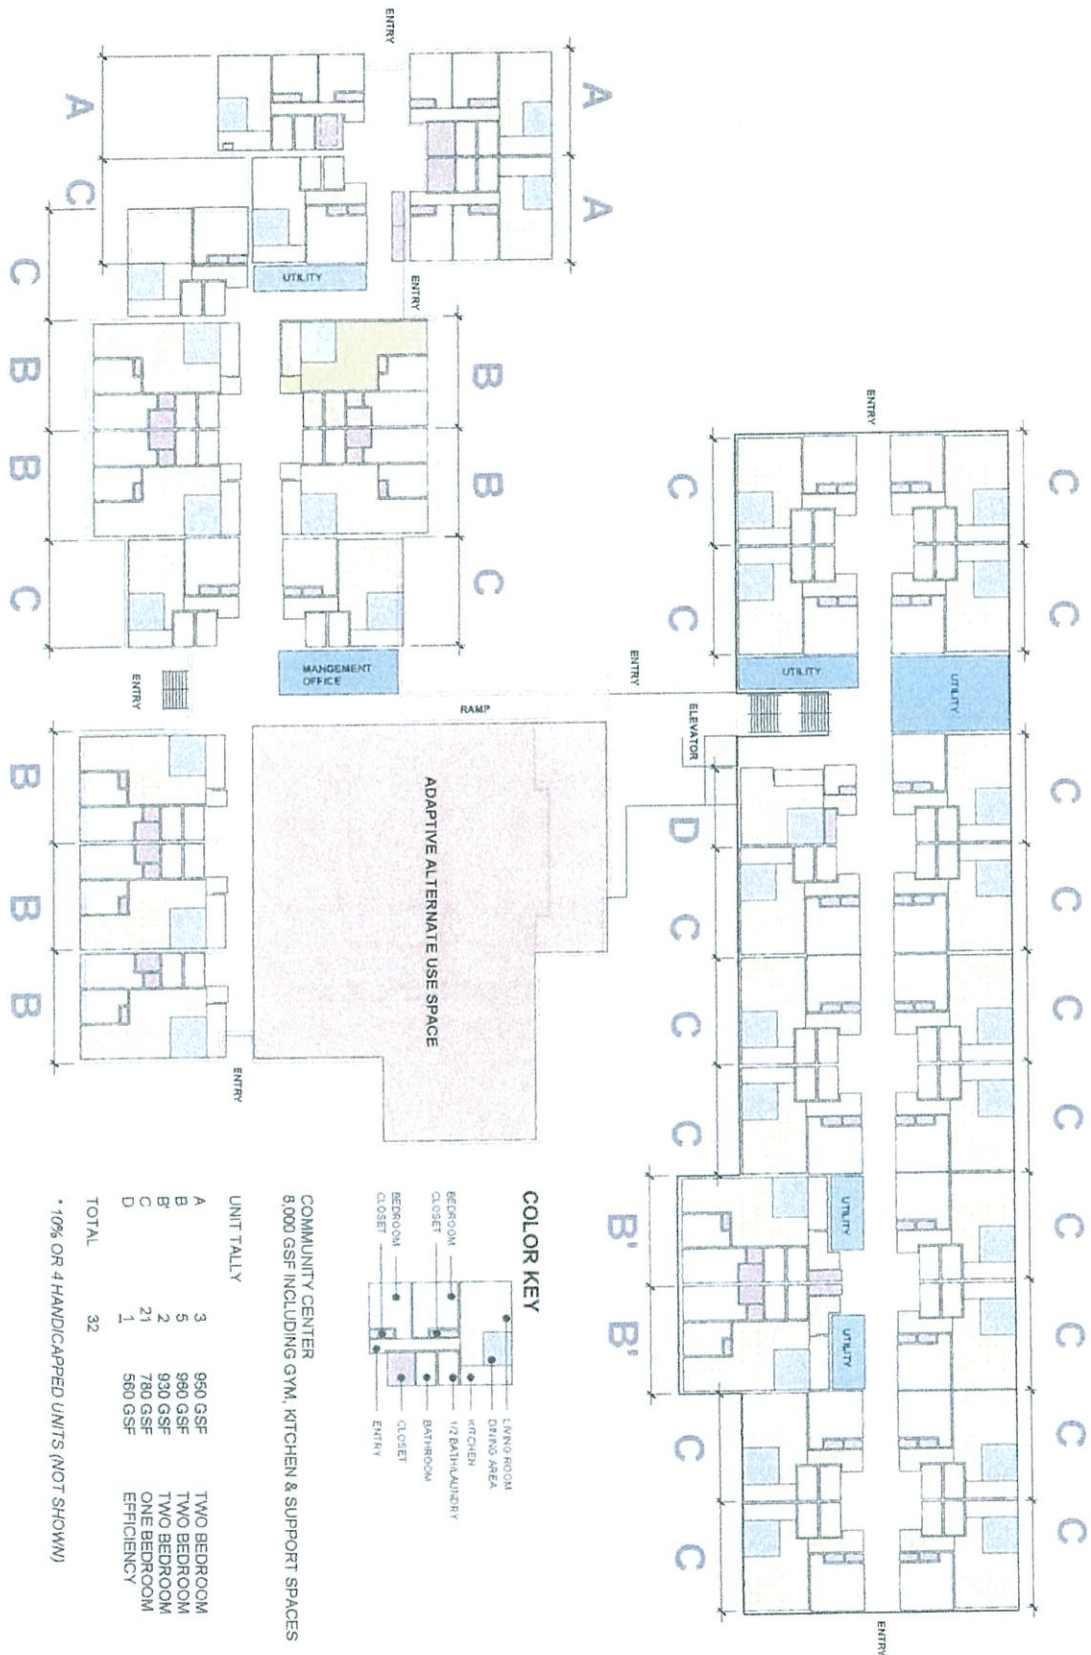 C C C C C C C C C C
UTILITY
ENTRY
ENTRY
UTILITY
UTILITY
UTILITY
ELEVATOR
C C D C C C C C
B' B'
ENTRY
A A
COLOR KEY
LIVING ROOM
DINING AREA
KITCHEN
1/2 BATH/LAUNDRY
BATHROOM
CLOSET
ENTRY
BEDROOM
CLOSET
BEDROOM
CLOSET
B B C
RAMP
ADAPTIVE ALTERNATE USE SPACE
ENTRY
ENTRY
UTILITY
MANGEMENT
OFFICE
COMMUNITY CENTER
8,000 GSF INCLUDING GYM, KITCHEN & SUPPORT SPACES
ENTRY
UNIT TALLY
A 3 950 GSF TWO BEDROOM
B 5 960 GSF TWO BEDROOM
B' 2 930 GSF TWO BEDROOM
C 21 780 GSF ONE BEDROOM
D 1 560 GSF EFFICIENCY
TOTAL 32
* 10% OR 4 HANDICAPPED UNITS (NOT SHOWN)
ENTRY
A C
C B B C B B B